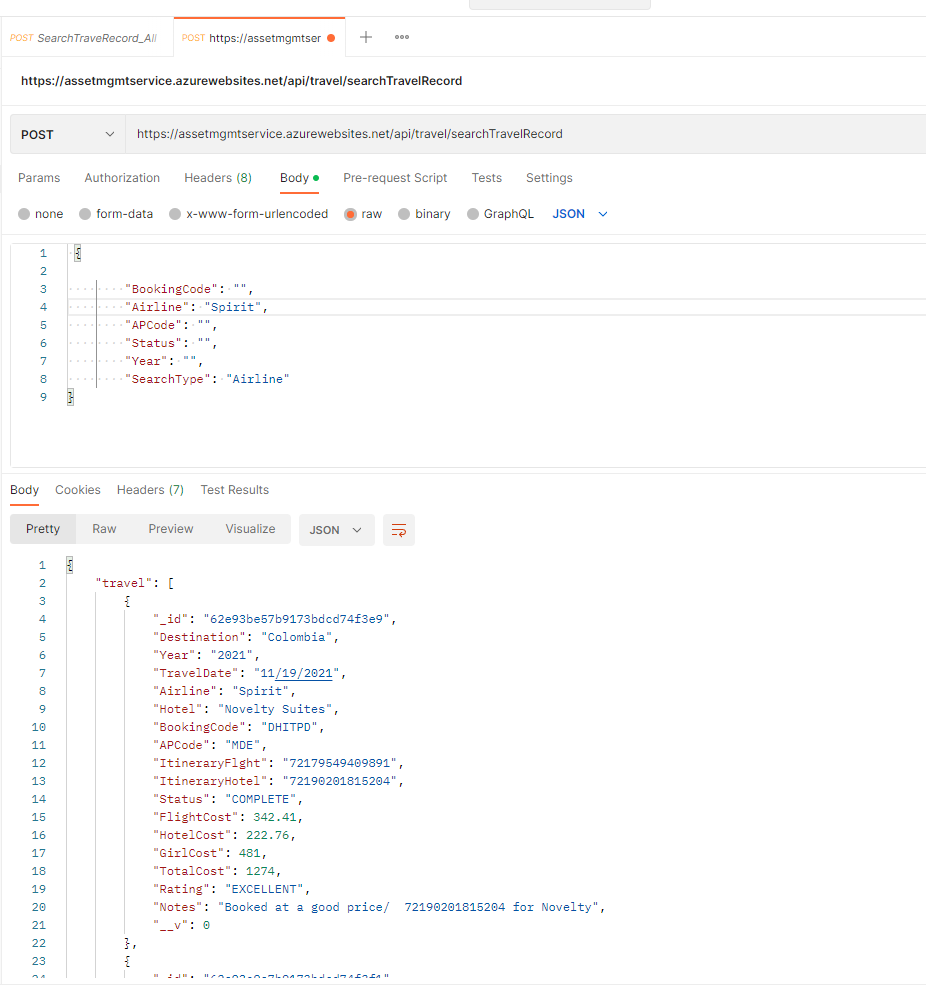 POST SearchTraveRecord_All POST https://assetmgmtser
https://assetmgmtservice.azurewebsites.net/api/travel/searchTravelRecord
POST https://assetmgmtservice.azurewebsites.net/api/travel/searchTravelRecord
Params Authorization Headers (8) Body Pre-request Script Tests Settings
none form-data x-www-form-urlencoded raw binary GraphQL JSON
1 {
2
3 "BookingCode": "",
4 "Airline": "Spirit",
5 "APCode": "",
6 "Status": "",
7 "Year": "",
8 "SearchType": "Airline"
9 }
Body Cookies Headers (7) Test Results
Pretty Raw Preview Visualize JSON
1 {
2 "travel": [
3 {
4 "_id": "62e93be57b9173bdcd74f3e9",
5 "Destination": "Colombia",
6 "Year": "2021",
7 "TravelDate": "11/19/2021",
8 "Airline": "Spirit",
9 "Hotel": "Novelty Suites",
10 "BookingCode": "DHITPD",
11 "APCode": "MDE",
12 "ItineraryFlght": "72179549409891",
13 "ItineraryHotel": "72190201815204",
14 "Status": "COMPLETE",
15 "FlightCost": 342.41,
16 "HotelCost": 222.76,
17 "GirlCost": 481,
18 "TotalCost": 1274,
19 "Rating": "EXCELLENT",
20 "Notes": "Booked at a good price/  72190201815204 for Novelty",
21 "__v": 0
22 },
23 {
24 "_id":